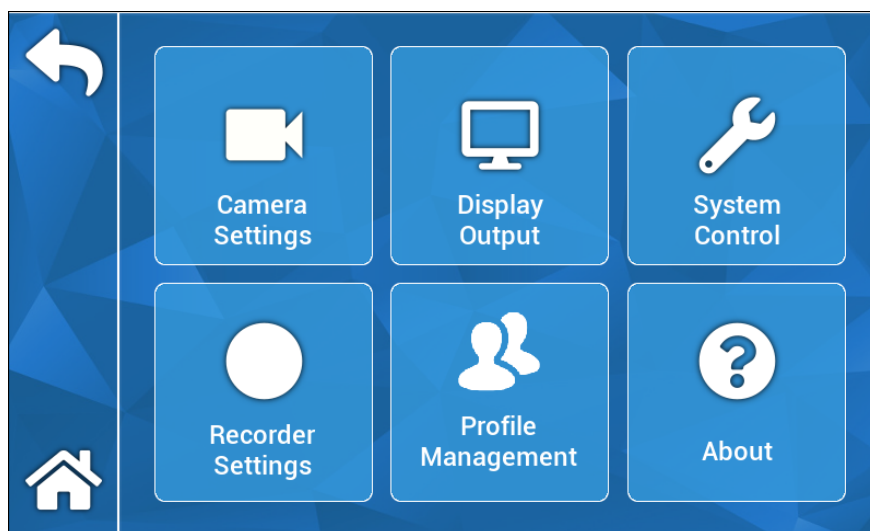 Camera
Settings
Display
Output
System
Control
Recorder
Settings
Profile
Management
About